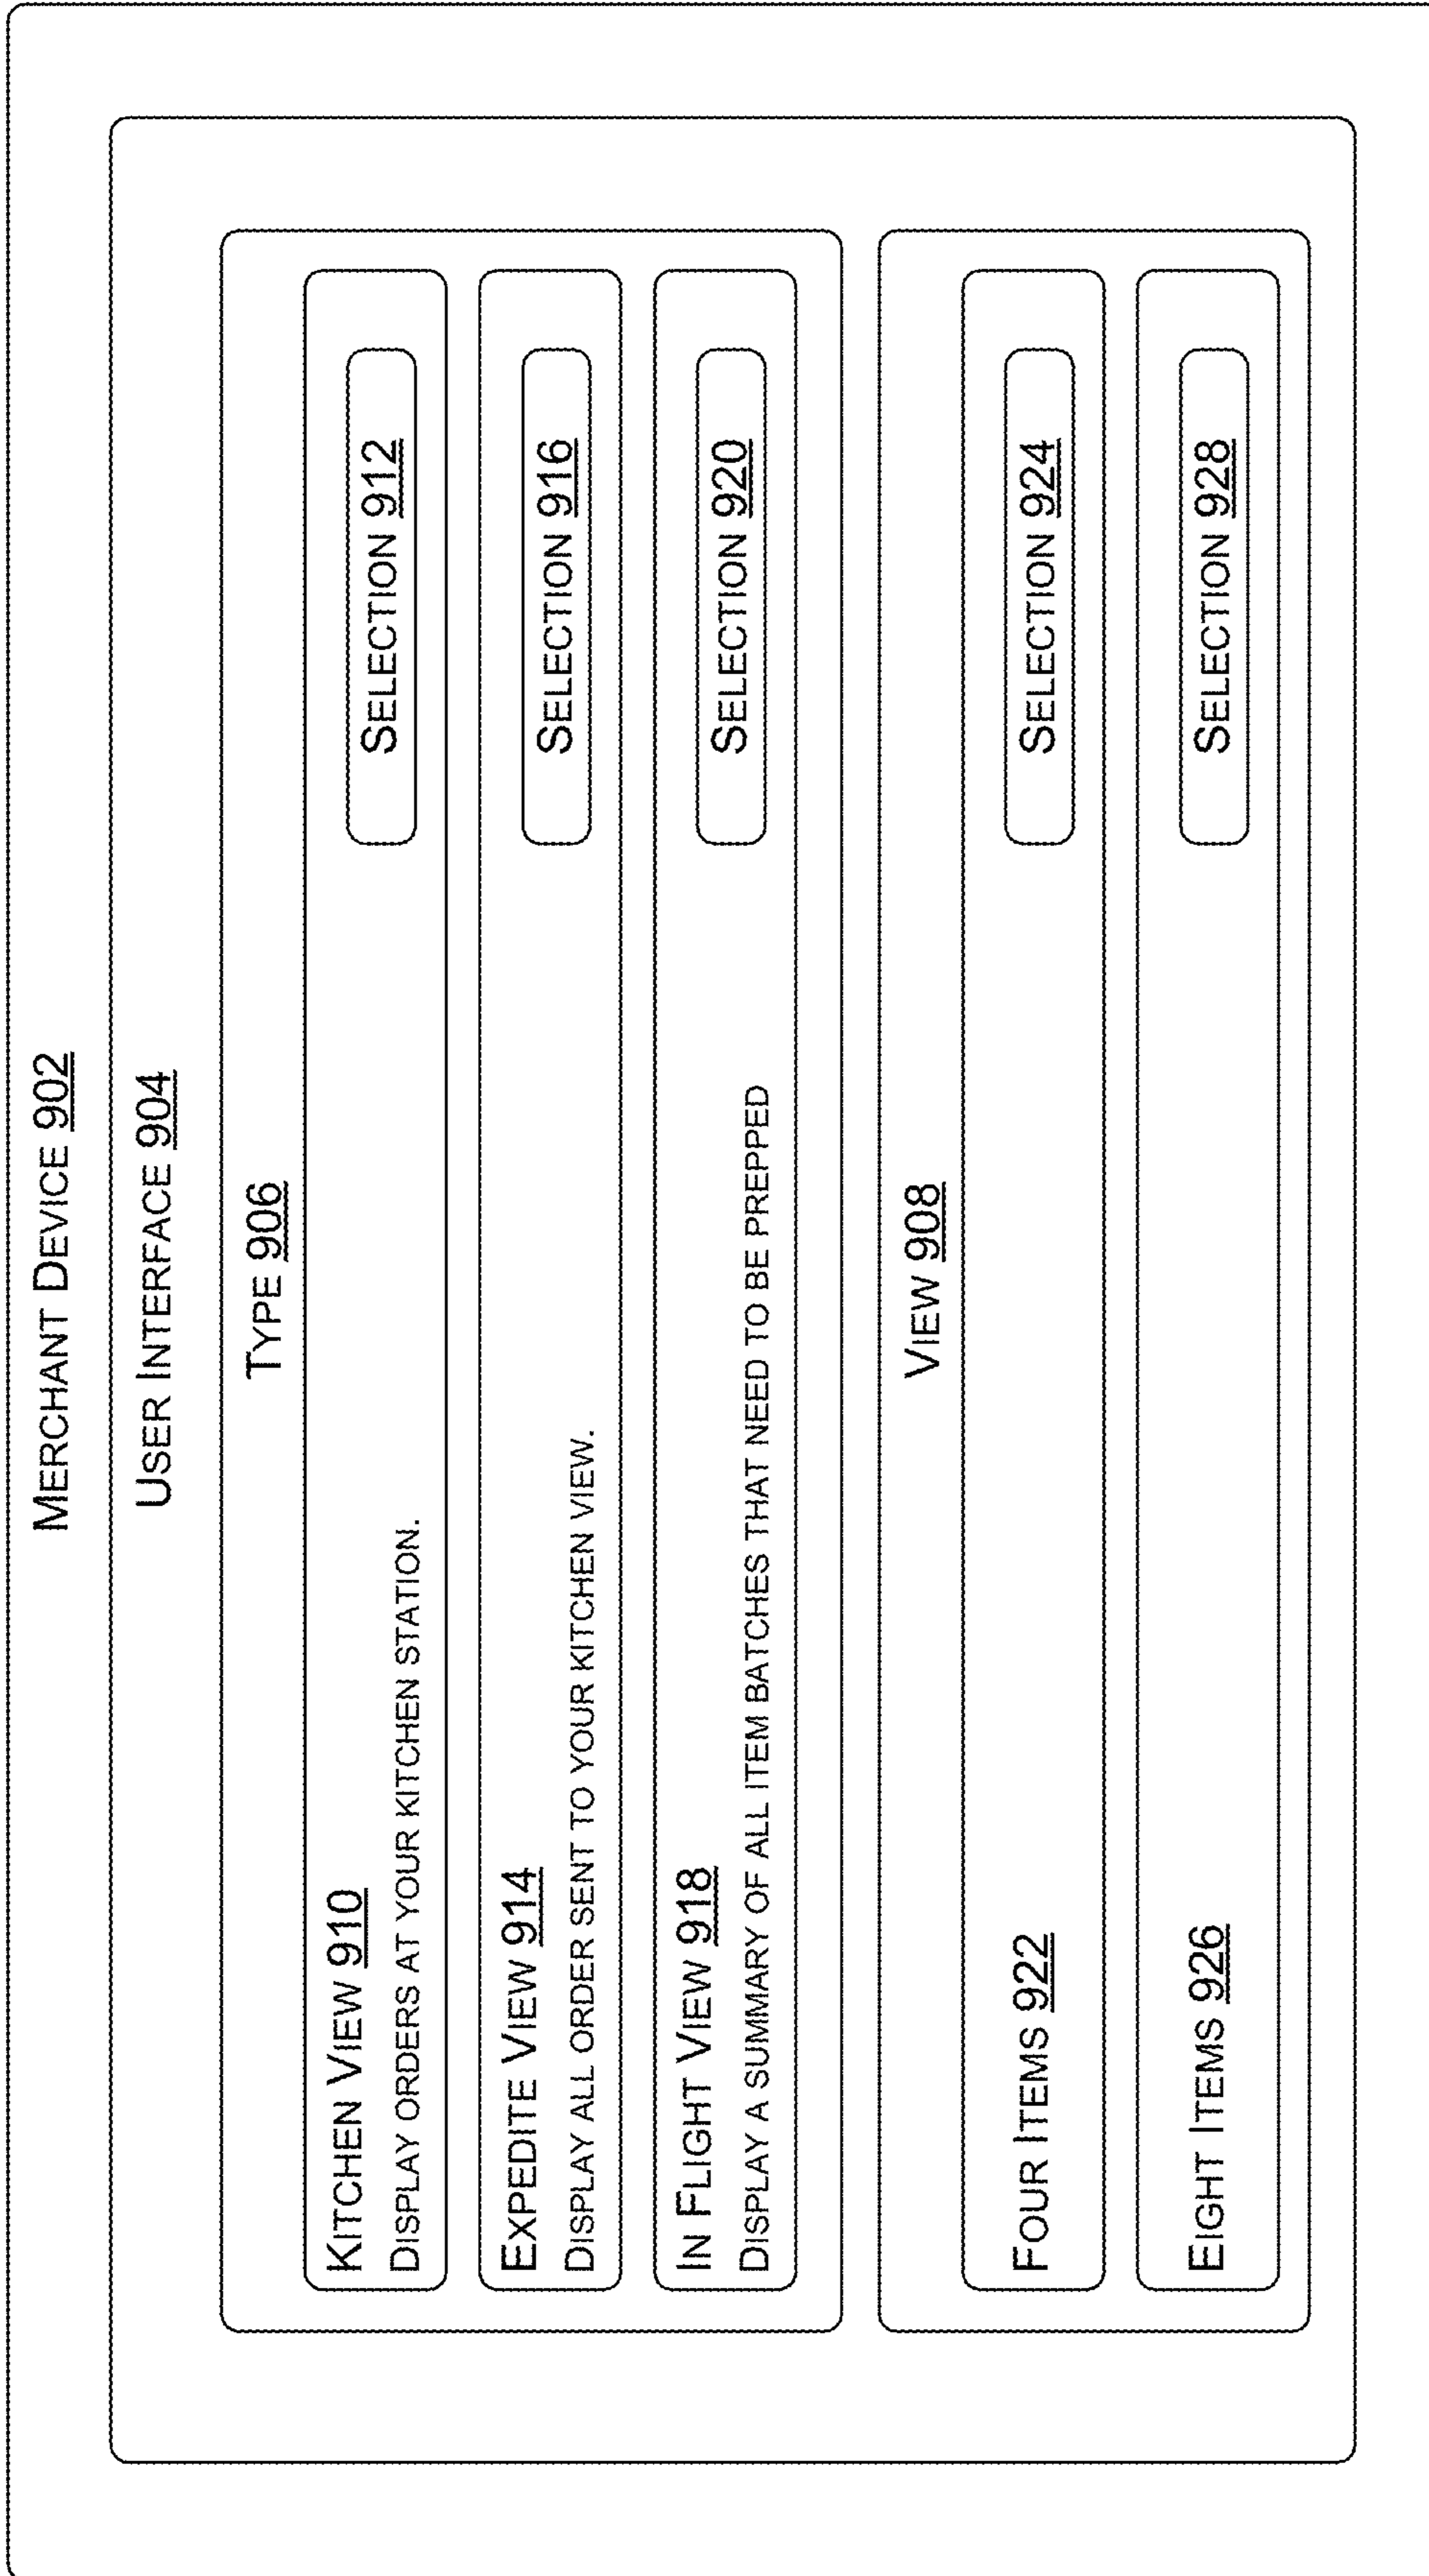 MERCHANT DEVICE 902
USER INTERFACE 904
TYPE 906
KITCHEN VIEW 910
DISPLAY ORDERS AT YOUR KITCHEN STATION.
SELECTION 912
EXPEDITE VIEW 914
DISPLAY ALL ORDER SENT TO YOUR KITCHEN VIEW.
SELECTION 916
IN FLIGHT VIEW 918
DISPLAY A SUMMARY OF ALL ITEM BATCHES THAT NEED TO BE PREPPED
SELECTION 920
VIEW 908
FOUR ITEMS 922
SELECTION 924
EIGHT ITEMS 926
SELECTION 928